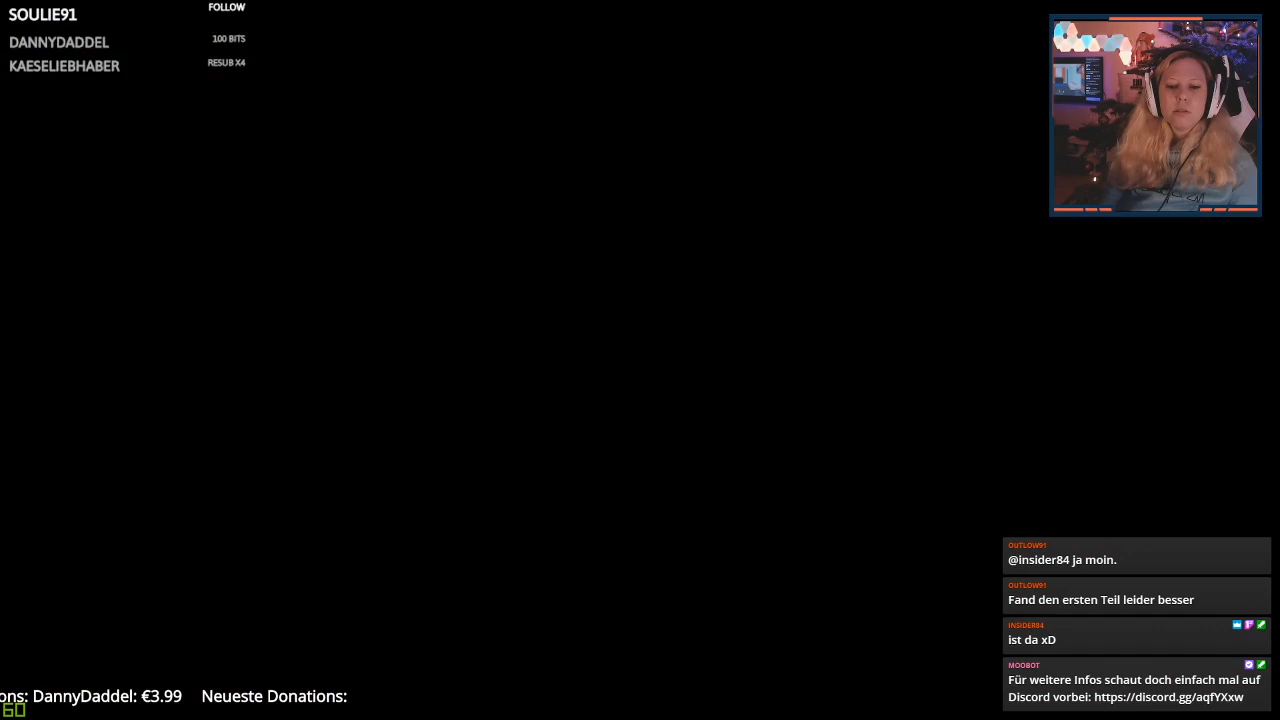 SOULIE91 FOLLOW
DANNYDADDEL 100 BITS
KAESELIEBHABER RESUB X4
OUTLOW91
@insider84 ja moin.
OUTLOW91
Fand den ersten Teil leider besser
INSIDER84
ist da xD
MOOBOT
Für weitere Infos schaut doch einfach mal auf
Discord vorbei: https://discord.gg/aqfYXxw
ons: DannyDaddel: €3.99 Neueste Donations:
60